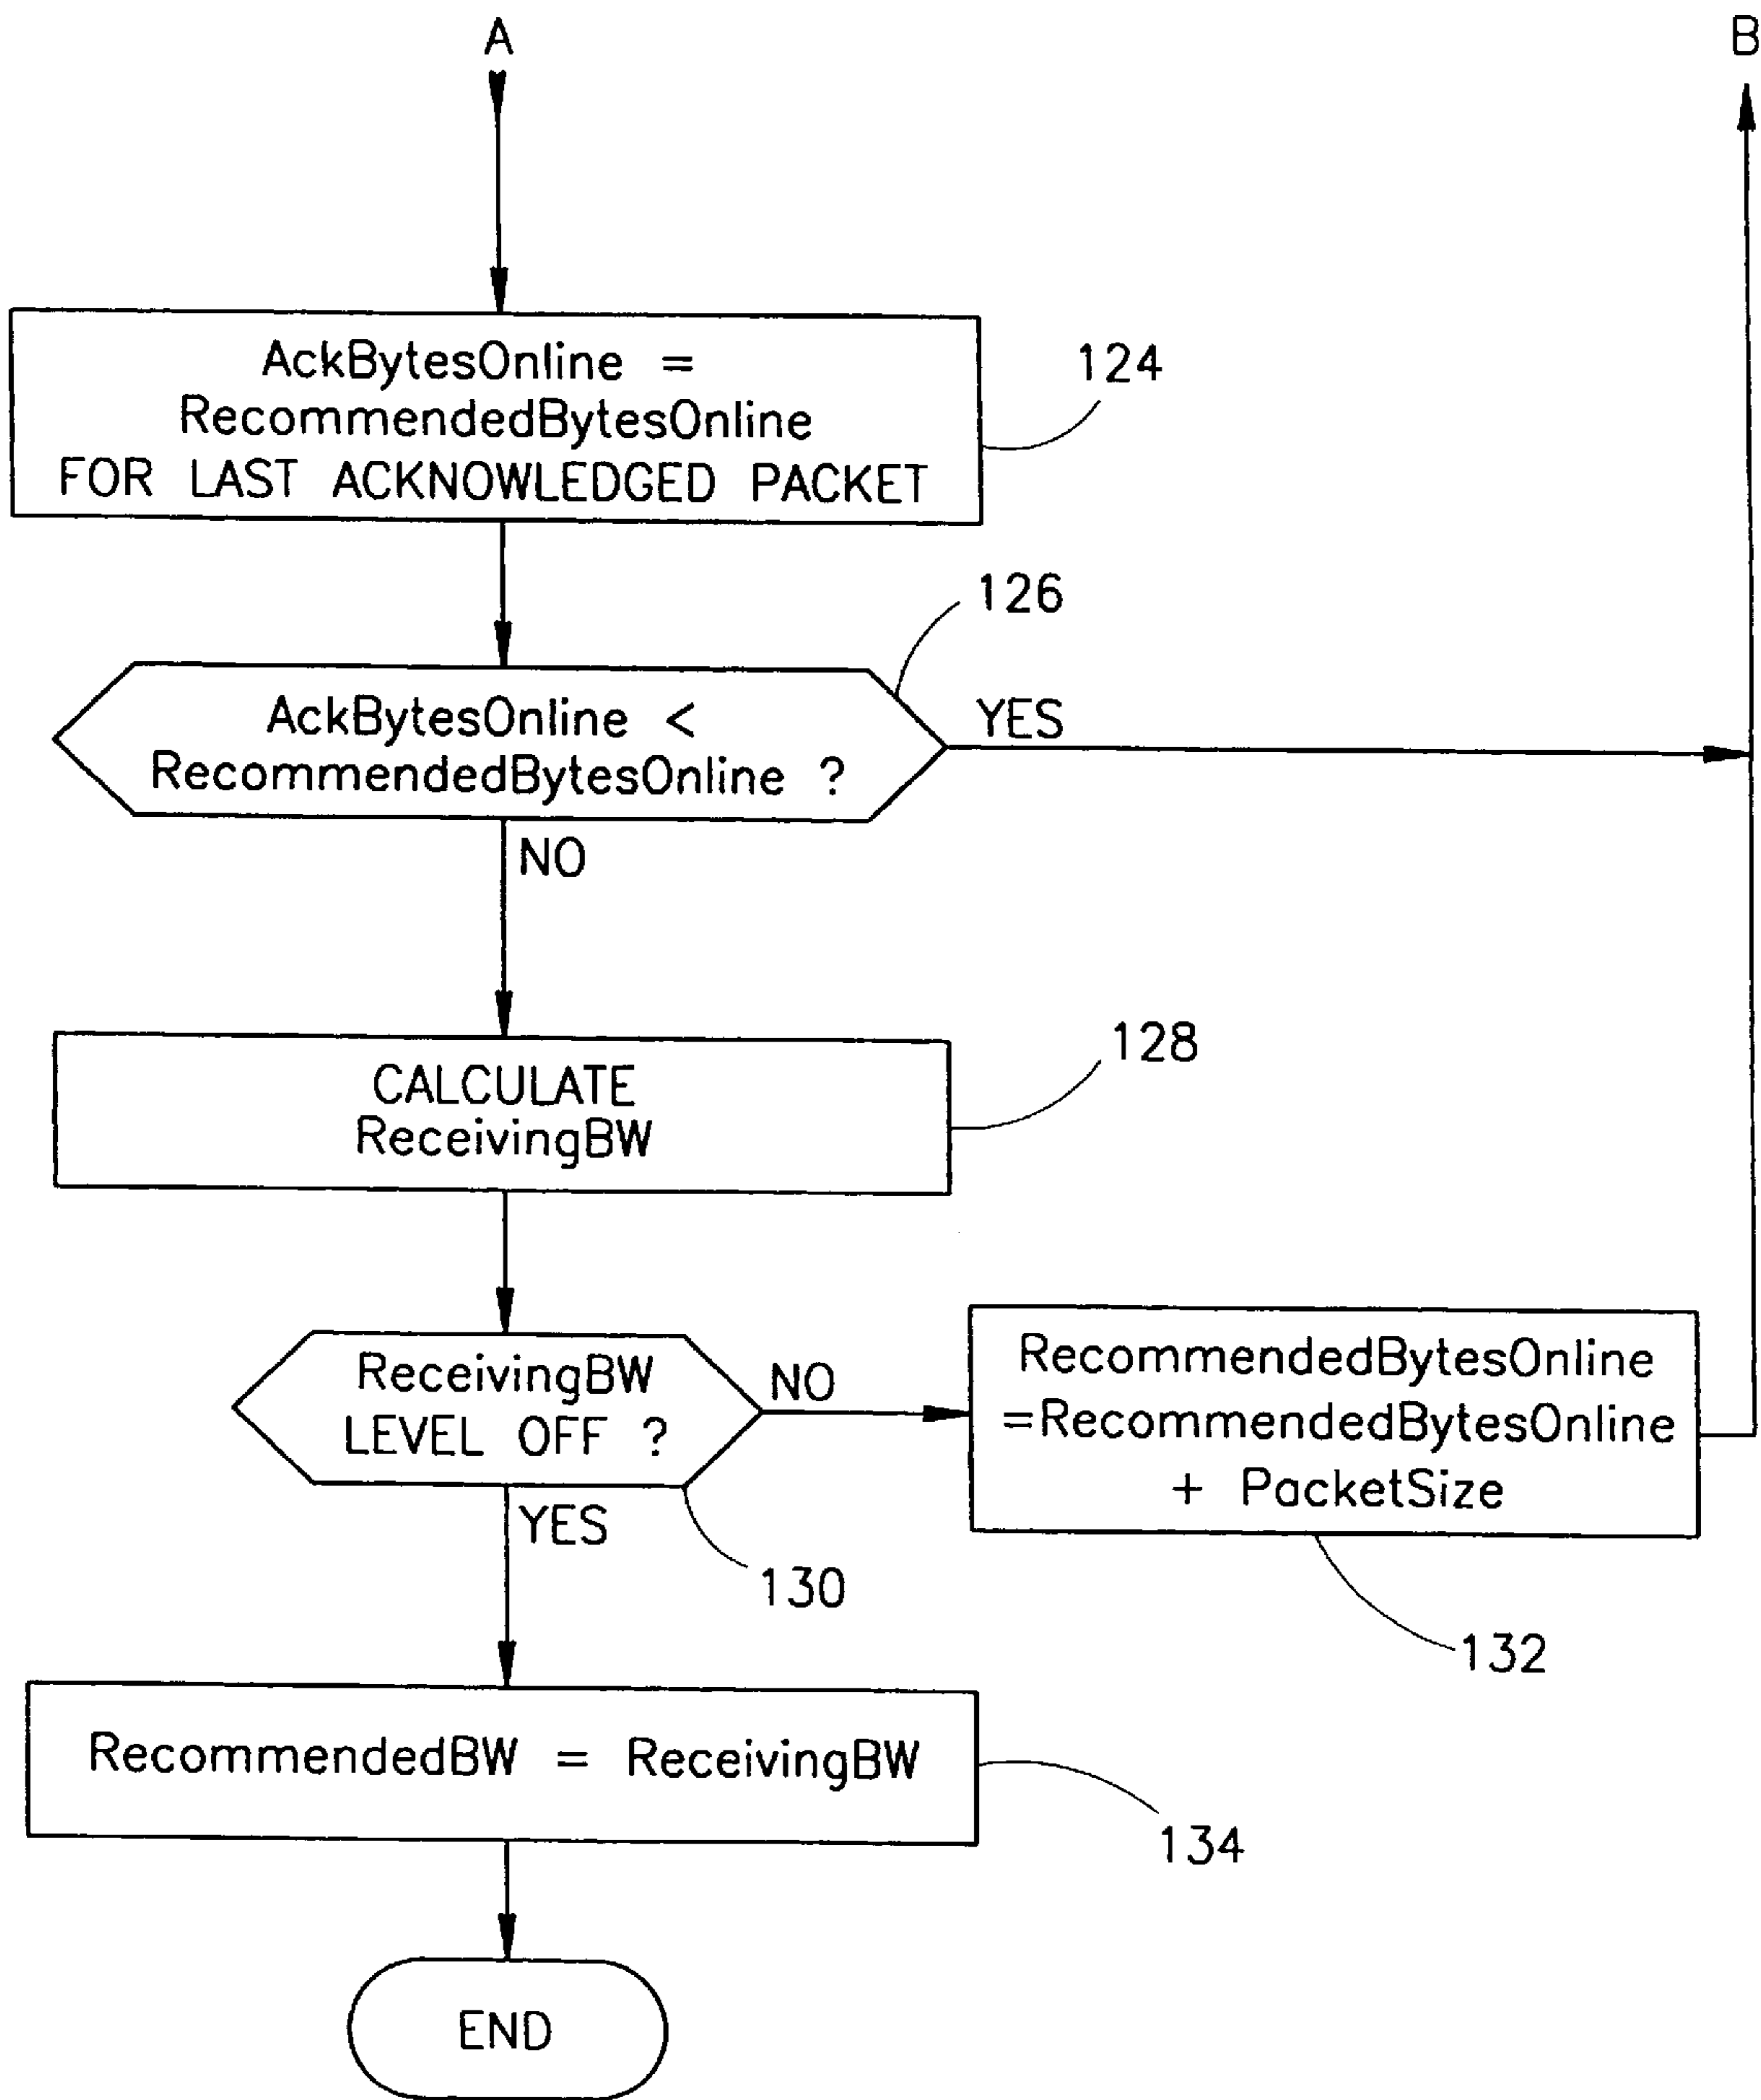 A
B
AckBytesOnline =
RecommendedBytesOnline
FOR LAST ACKNOWLEDGED PACKET
124
126
AckBytesOnline <
RecommendedBytesOnline ?
YES
NO
128
CALCULATE
ReceivingBW
ReceivingBW
LEVEL OFF ?
NO
RecommendedBytesOnline
=RecommendedBytesOnline
+ PacketSize
YES
130
132
RecommendedBW = ReceivingBW
134
END